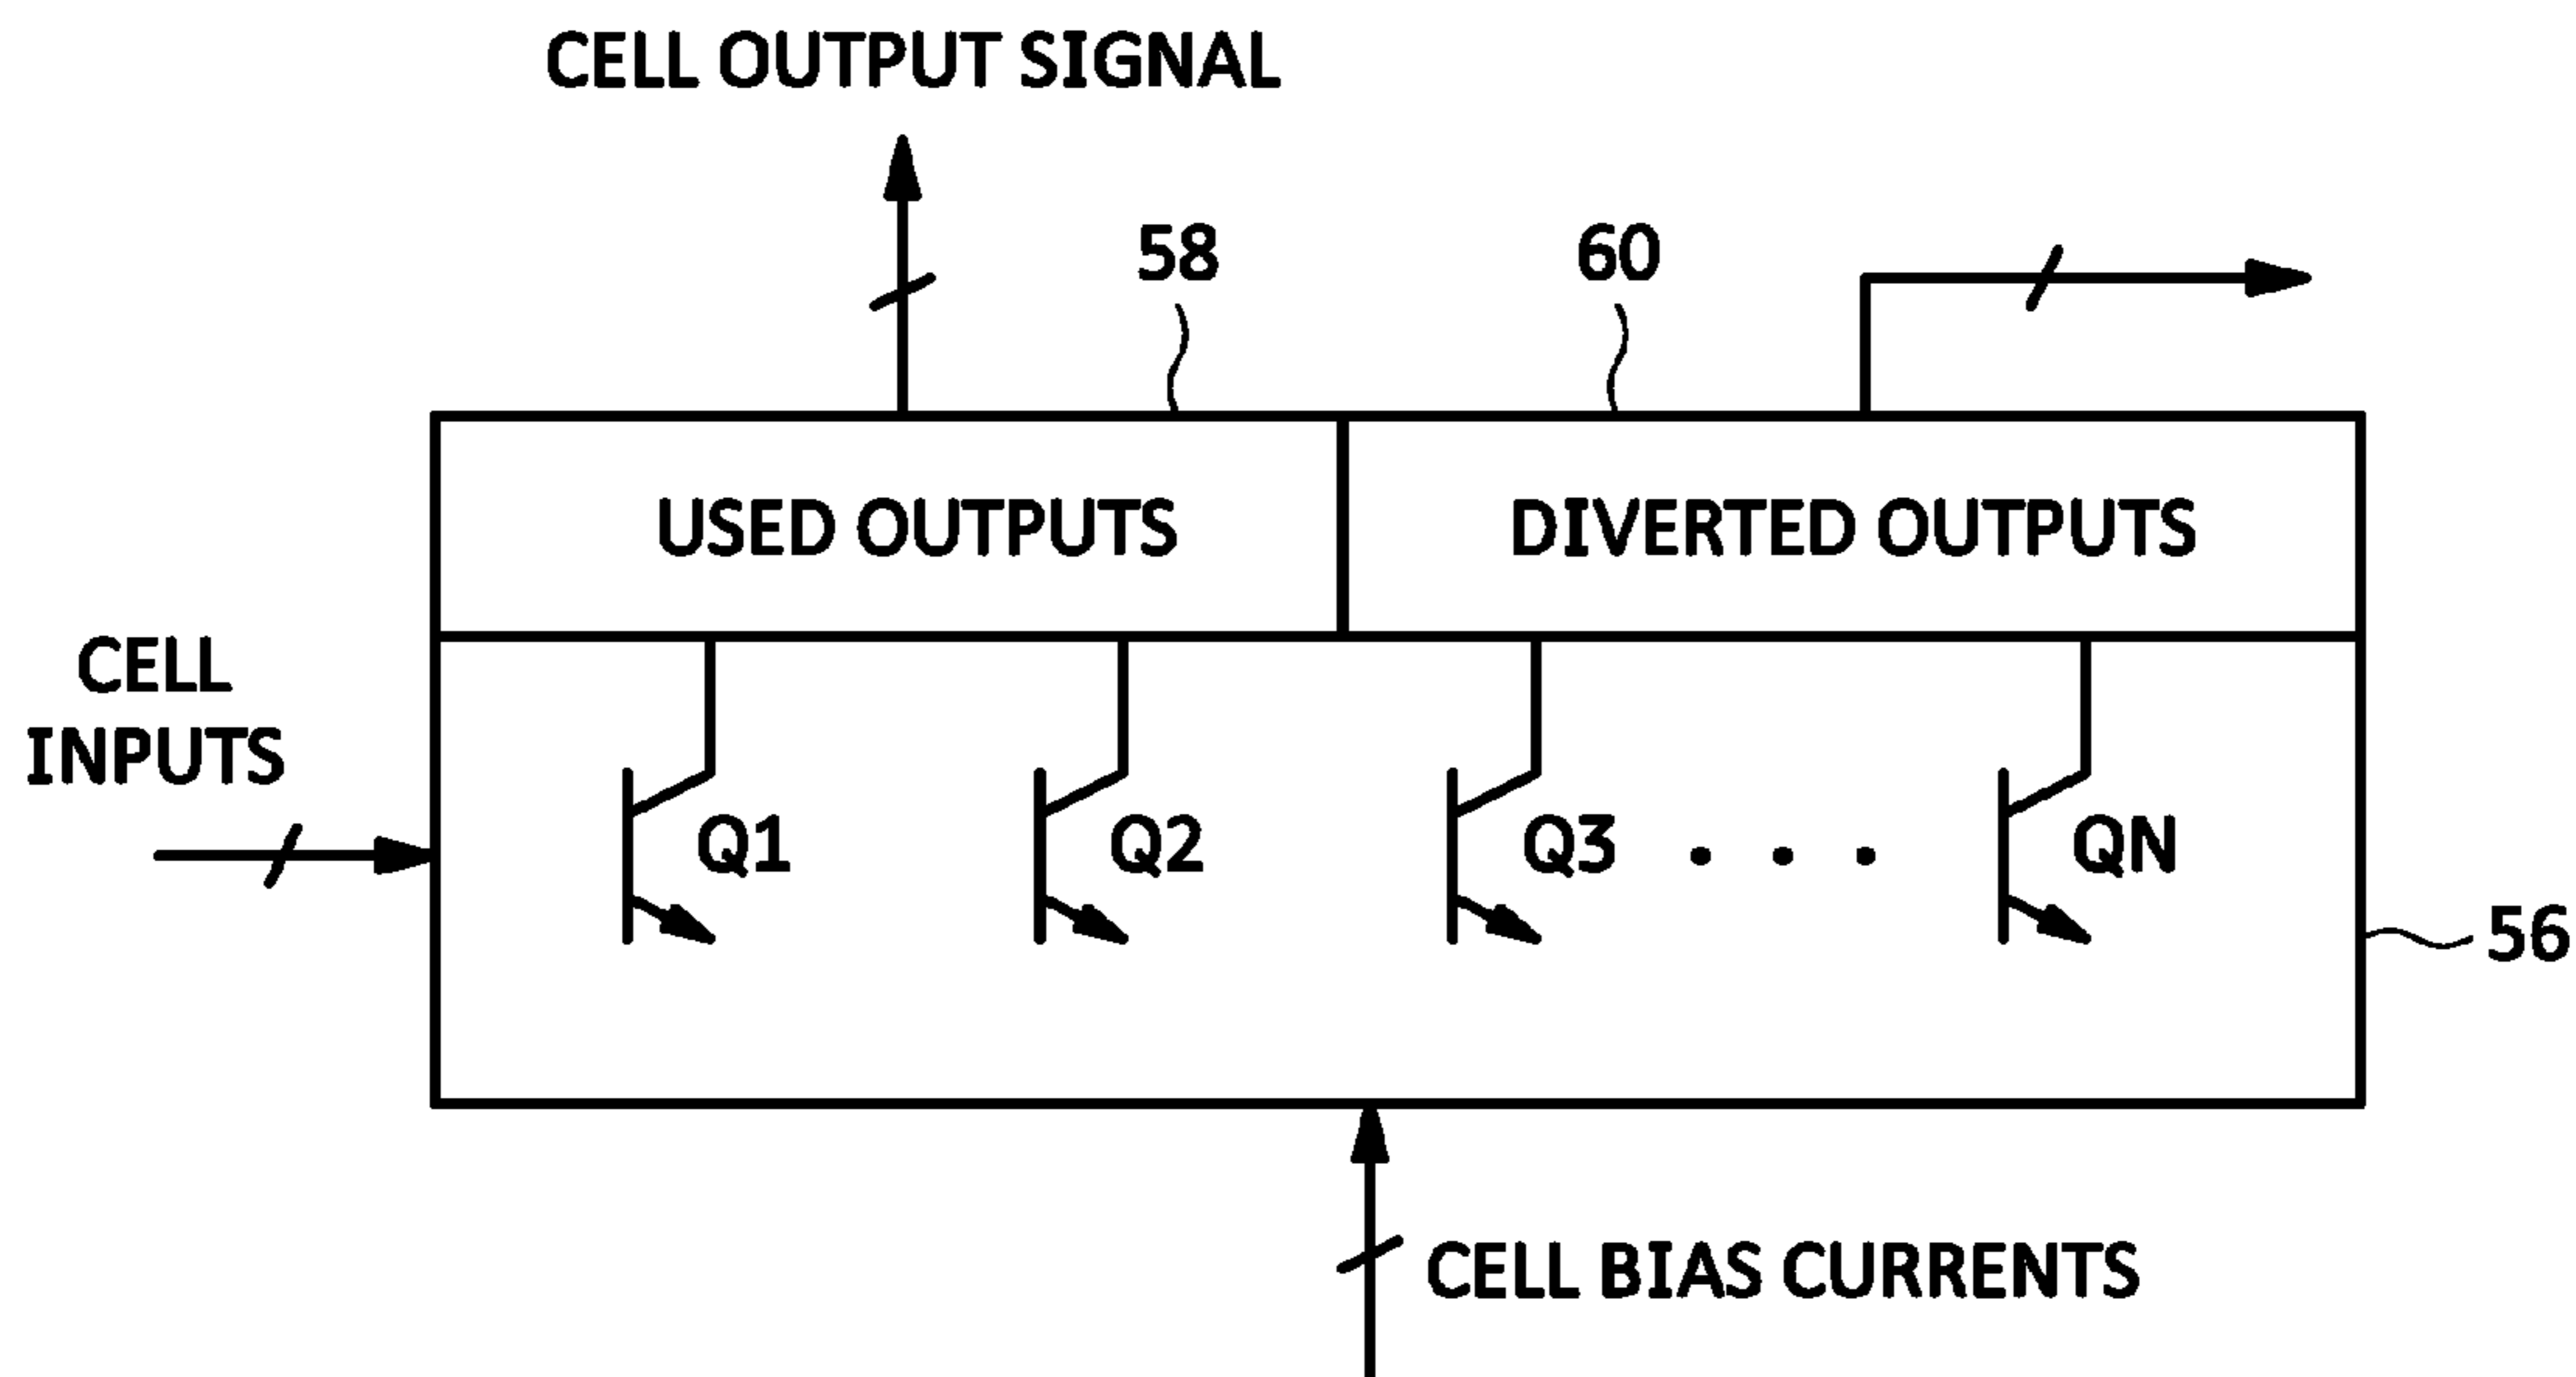 CELL OUTPUT SIGNAL
58
60
USED OUTPUTS
DIVERTED OUTPUTS
CELL
INPUTS
Q1
Q2
Q3
QN
56
CELL BIAS CURRENTS